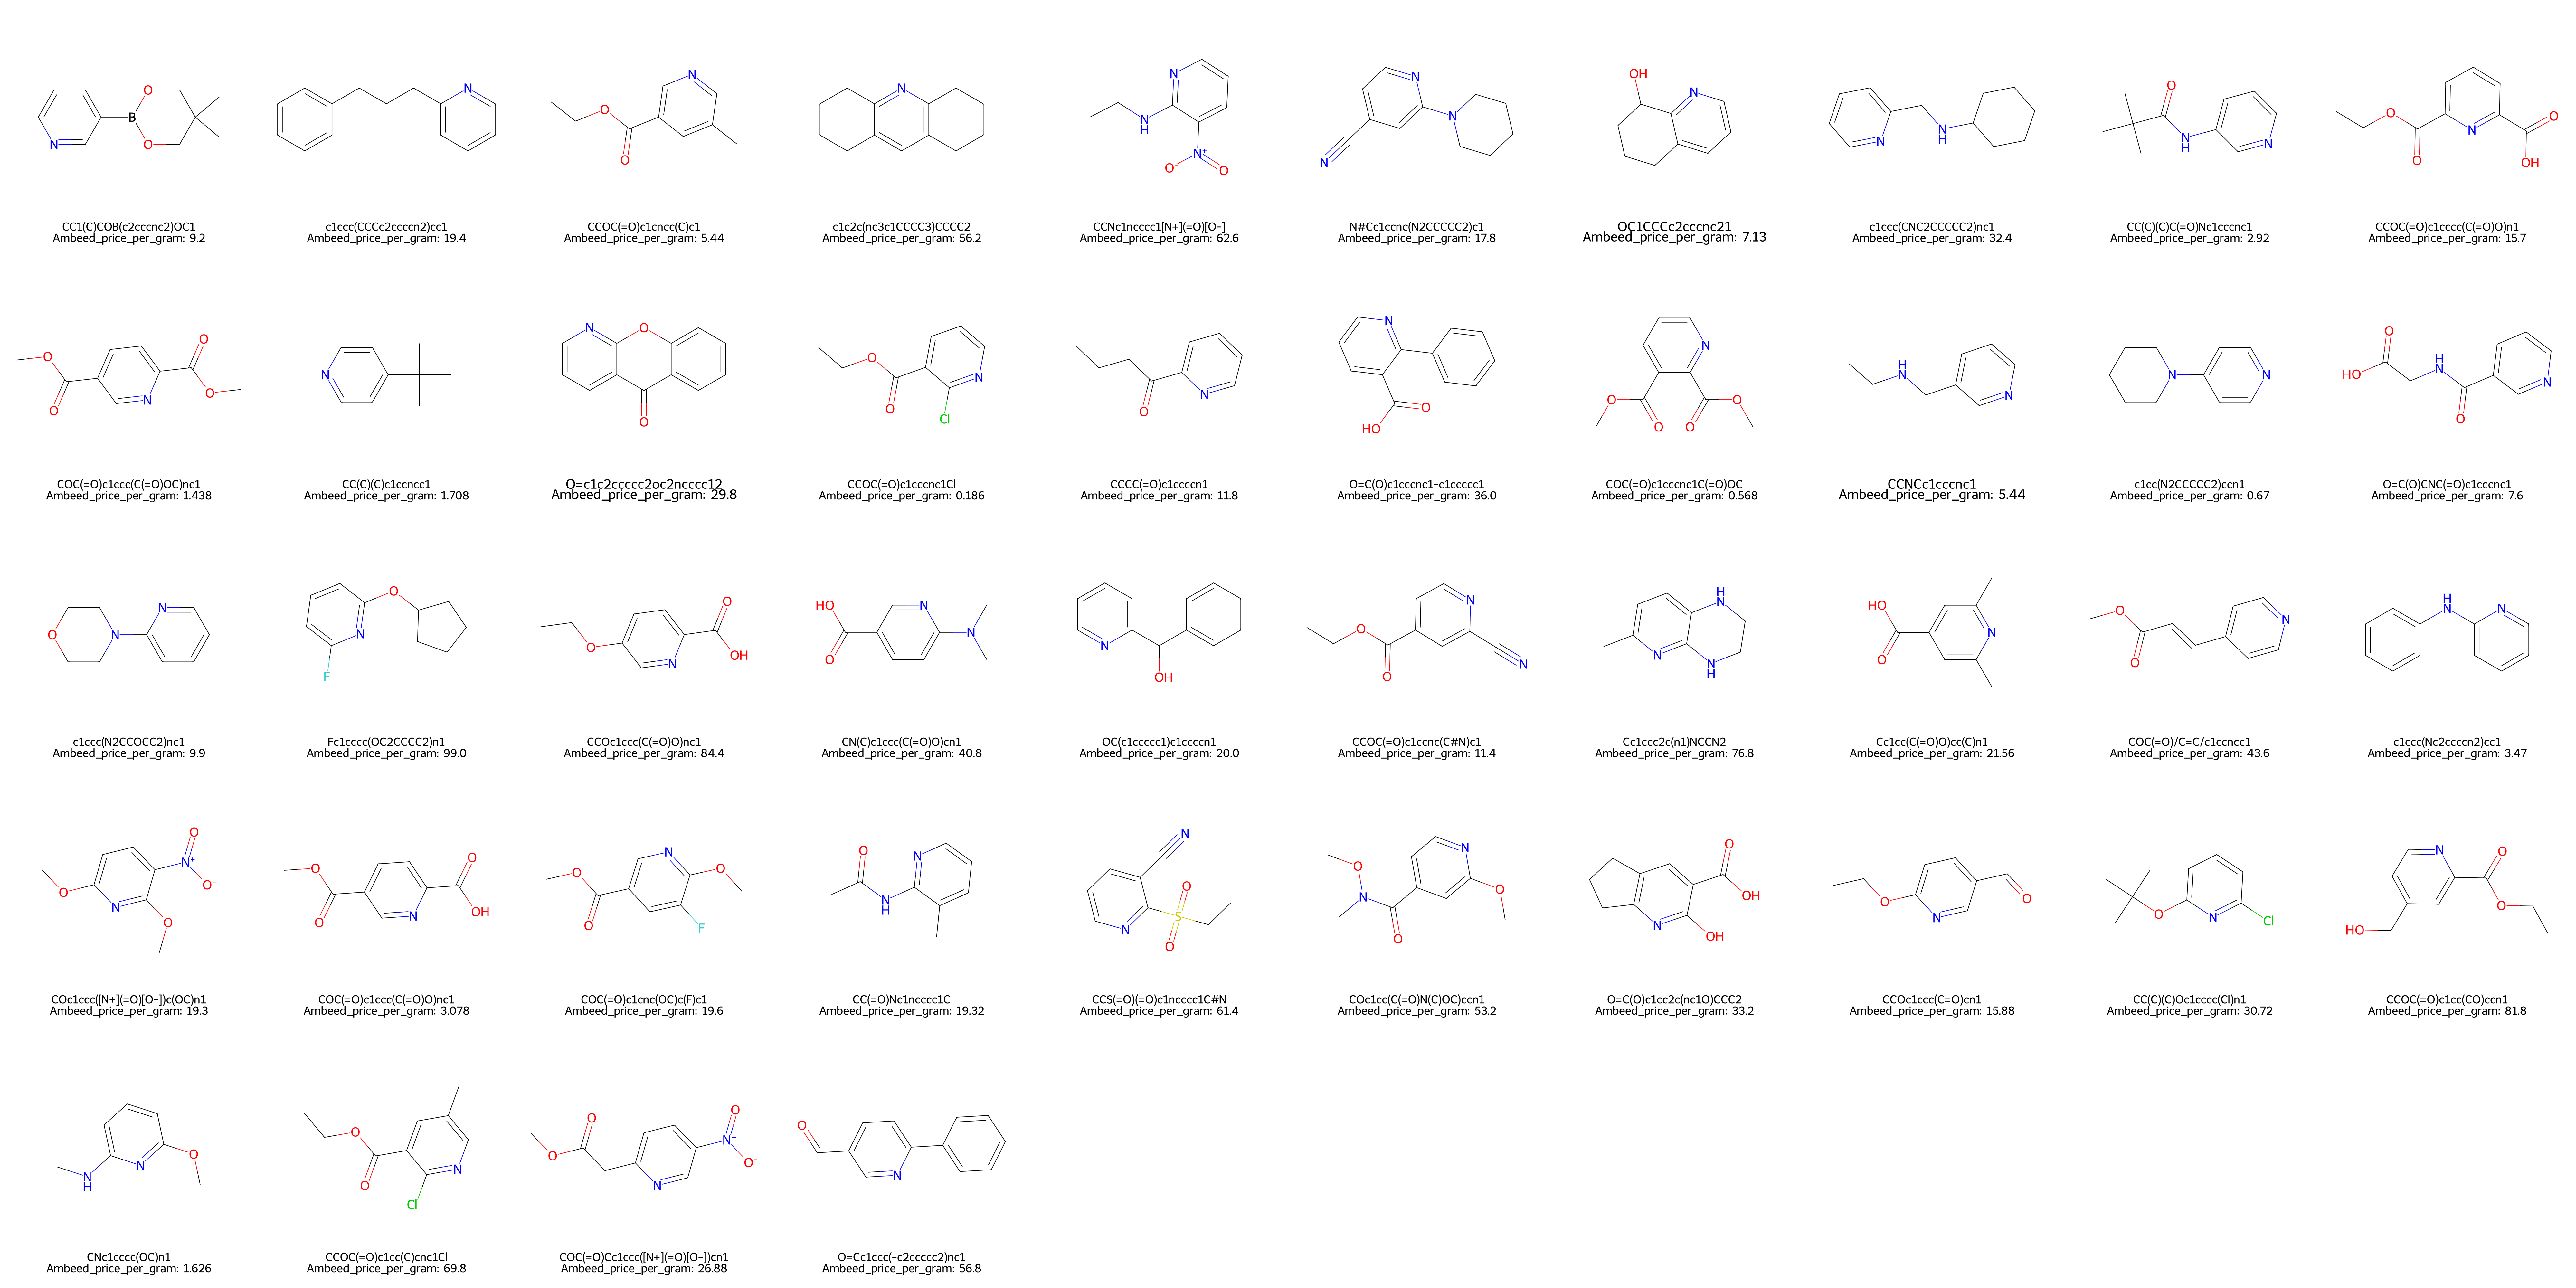 CC1(C)COB(c2cccnc2)OC1
Ambeed_price_per_gram: 9.2
c1ccc(CCCc2ccccn2)cc1
Ambeed_price_per_gram: 19.4
CCOC(=O)c1cncc(C)c1
Ambeed_price_per_gram: 5.44
c1c2c(nc3c1CCCC3)CCCC2
Ambeed_price_per_gram: 56.2
CCNc1ncccc1[N+](=O)[O-]
Ambeed_price_per_gram: 62.6
N#Cc1ccnc(N2CCCCC2)c1
Ambeed_price_per_gram: 17.8
OC1CCCc2cccnc21
Ambeed_price_per_gram: 7.13
c1ccc(CNC2CCCCC2)nc1
Ambeed_price_per_gram: 32.4
CC(C)(C)C(=O)Nc1cccnc1
Ambeed_price_per_gram: 2.92
CCOC(=O)c1cccc(C(=O)O)n1
Ambeed_price_per_gram: 15.7
COC(=O)c1ccc(C(=O)OC)nc1
Ambeed_price_per_gram: 1.438
CC(C)(C)c1ccncc1
Ambeed_price_per_gram: 1.708
O=c1c2ccccc2oc2ncccc12
Ambeed_price_per_gram: 29.8
CCOC(=O)c1cccnc1Cl
Ambeed_price_per_gram: 0.186
CCCC(=O)c1ccccn1
Ambeed_price_per_gram: 11.8
O=C(O)c1cccnc1-c1ccccc1
Ambeed_price_per_gram: 36.0
COC(=O)c1cccnc1C(=O)OC
Ambeed_price_per_gram: 0.568
CCNCc1cccnc1
Ambeed_price_per_gram: 5.44
c1cc(N2CCCCC2)ccn1
Ambeed_price_per_gram: 0.67
O=C(O)CNC(=O)c1cccnc1
Ambeed_price_per_gram: 7.6
c1ccc(N2CCOCC2)nc1
Ambeed_price_per_gram: 9.9
Fc1cccc(OC2CCCC2)n1
Ambeed_price_per_gram: 99.0
CCOc1ccc(C(=O)O)nc1
Ambeed_price_per_gram: 84.4
CN(C)c1ccc(C(=O)O)cn1
Ambeed_price_per_gram: 40.8
OC(c1ccccc1)c1ccccn1
Ambeed_price_per_gram: 20.0
CCOC(=O)c1ccnc(C#N)c1
Ambeed_price_per_gram: 11.4
Cc1ccc2c(n1)NCCN2
Ambeed_price_per_gram: 76.8
Cc1cc(C(=O)O)cc(C)n1
Ambeed_price_per_gram: 21.56
COC(=O)/C=C/c1ccncc1
Ambeed_price_per_gram: 43.6
c1ccc(Nc2ccccn2)cc1
Ambeed_price_per_gram: 3.47
COc1ccc([N+](=O)[O-])c(OC)n1
Ambeed_price_per_gram: 19.3
COC(=O)c1ccc(C(=O)O)nc1
Ambeed_price_per_gram: 3.078
COC(=O)c1cnc(OC)c(F)c1
Ambeed_price_per_gram: 19.6
CC(=O)Nc1ncccc1C
Ambeed_price_per_gram: 19.32
CCS(=O)(=O)c1ncccc1C#N
Ambeed_price_per_gram: 61.4
COc1cc(C(=O)N(C)OC)ccn1
Ambeed_price_per_gram: 53.2
O=C(O)c1cc2c(nc1O)CCC2
Ambeed_price_per_gram: 33.2
CCOc1ccc(C=O)cn1
Ambeed_price_per_gram: 15.88
CC(C)(C)Oc1cccc(Cl)n1
Ambeed_price_per_gram: 30.72
CCOC(=O)c1cc(CO)ccn1
Ambeed_price_per_gram: 81.8
CNc1cccc(OC)n1
Ambeed_price_per_gram: 1.626
CCOC(=O)c1cc(C)cnc1Cl
Ambeed_price_per_gram: 69.8
COC(=O)Cc1ccc([N+](=O)[O-])cn1
Ambeed_price_per_gram: 26.88
O=Cc1ccc(-c2ccccc2)nc1
Ambeed_price_per_gram: 56.8